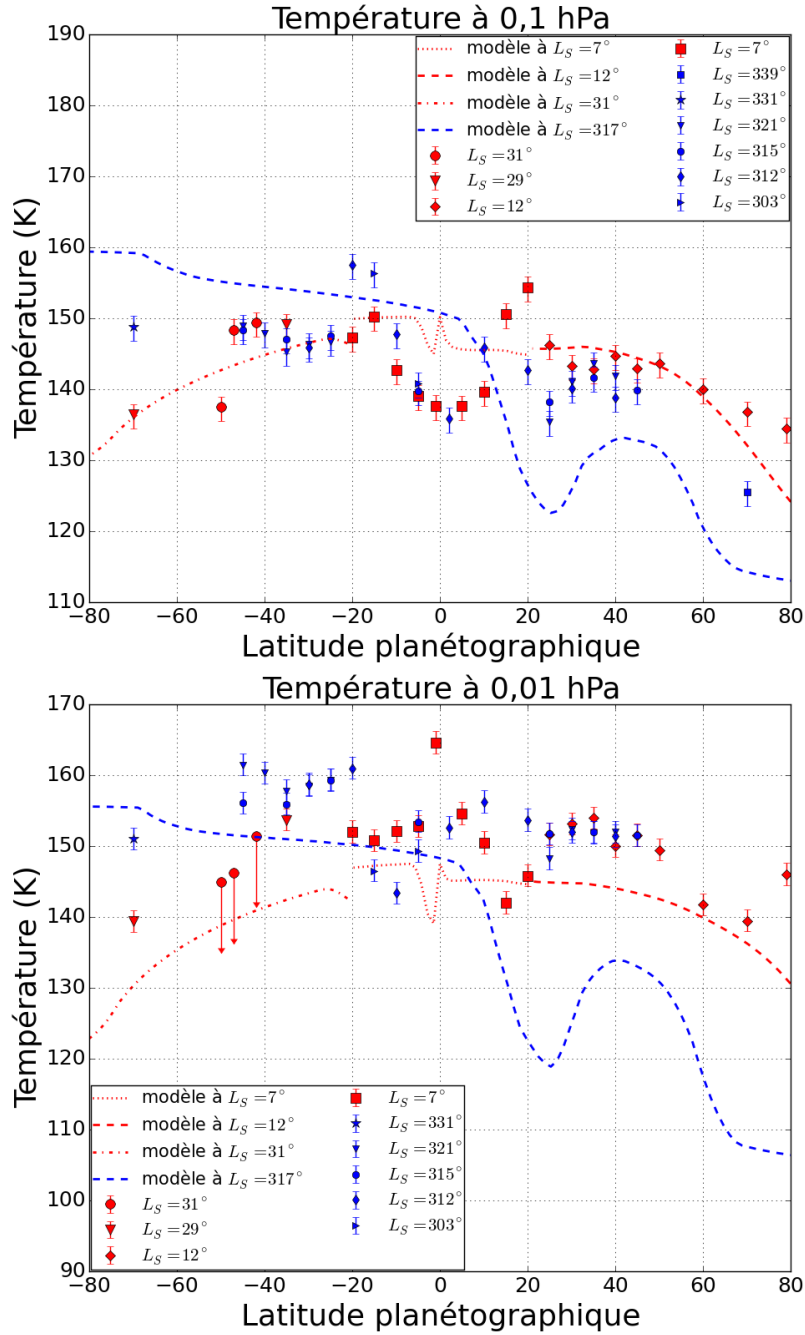 Température à 0,1 hPa
190
180
170
160
150
140
130
120
110
Température (K)
modèle à L_S = 7°
modèle à L_S = 12°
modèle à L_S = 31°
modèle à L_S = 317°
L_S = 31°
L_S = 29°
L_S = 12°
L_S = 7°
L_S = 339°
L_S = 331°
L_S = 321°
L_S = 315°
L_S = 312°
L_S = 303°
−80 −60 −40 −20 0 20 40 60 80
Latitude planétographique
Température à 0,01 hPa
170
160
150
140
130
120
110
100
90
Température (K)
modèle à L_S = 7°
modèle à L_S = 12°
modèle à L_S = 31°
modèle à L_S = 317°
L_S = 31°
L_S = 29°
L_S = 12°
L_S = 7°
L_S = 331°
L_S = 321°
L_S = 315°
L_S = 312°
L_S = 303°
−80 −60 −40 −20 0 20 40 60 80
Latitude planétographique